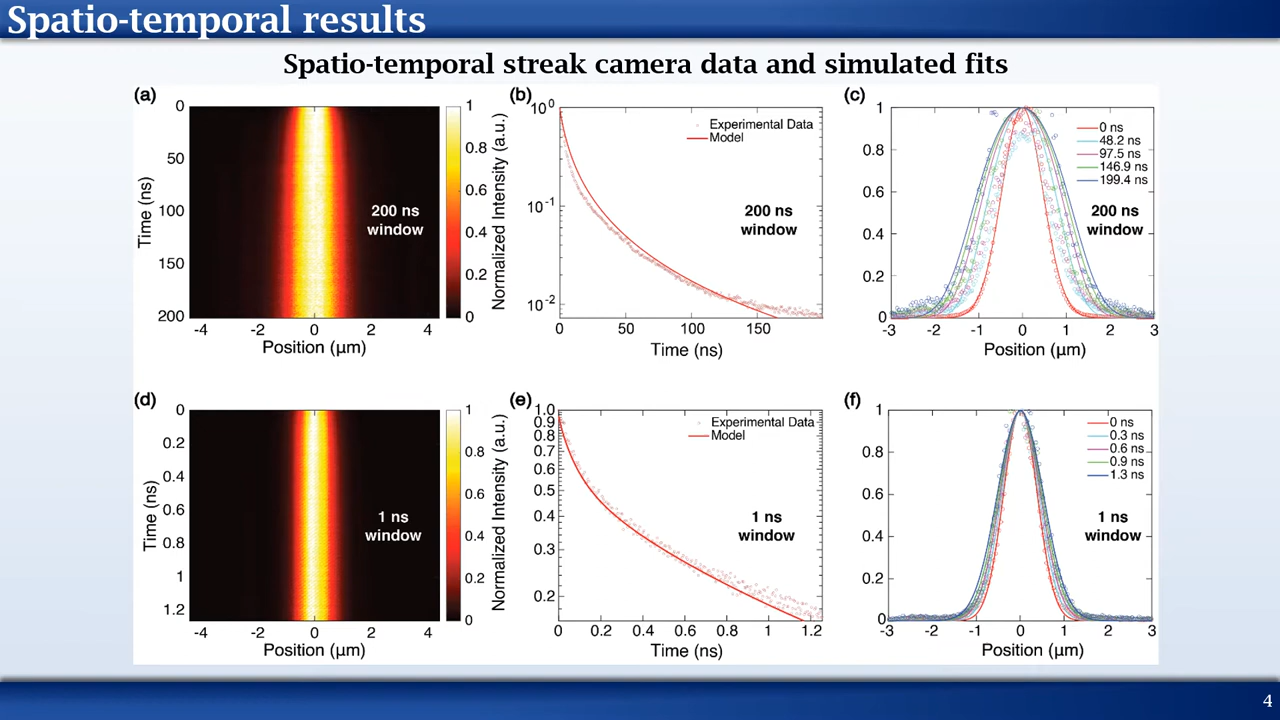 Spatio-temporal results
Spatio-temporal streak camera data and simulated fits
(a)
0
50
100
150
200
Time (ns)
-4
-2
0
2
4
Position (µm)
200 ns
window
1
0.8
0.6
0.4
0.2
0
Normalized Intensity (a.u.)
(b)
10^0
10^-1
10^-2
0
50
100
150
Time (ns)
Experimental Data
Model
200 ns
window
(c)
1
0.8
0.6
0.4
0.2
0
-3
-2
-1
0
1
2
3
Position (µm)
0 ns
48.2 ns
97.5 ns
146.9 ns
199.4 ns
200 ns
window
(d)
0
0.2
0.4
0.6
0.8
1
1.2
Time (ns)
-4
-2
0
2
4
Position (µm)
1 ns
window
1
0.8
0.6
0.4
0.2
0
Normalized Intensity (a.u.)
(e)
1.0
0.9
0.8
0.7
0.6
0.5
0.4
0.3
0.2
0
0.2
0.4
0.6
0.8
1
1.2
Time (ns)
Experimental Data
Model
1 ns
window
(f)
1
0.8
0.6
0.4
0.2
0
-3
-2
-1
0
1
2
3
Position (µm)
0 ns
0.3 ns
0.6 ns
0.9 ns
1.3 ns
1 ns
window
4